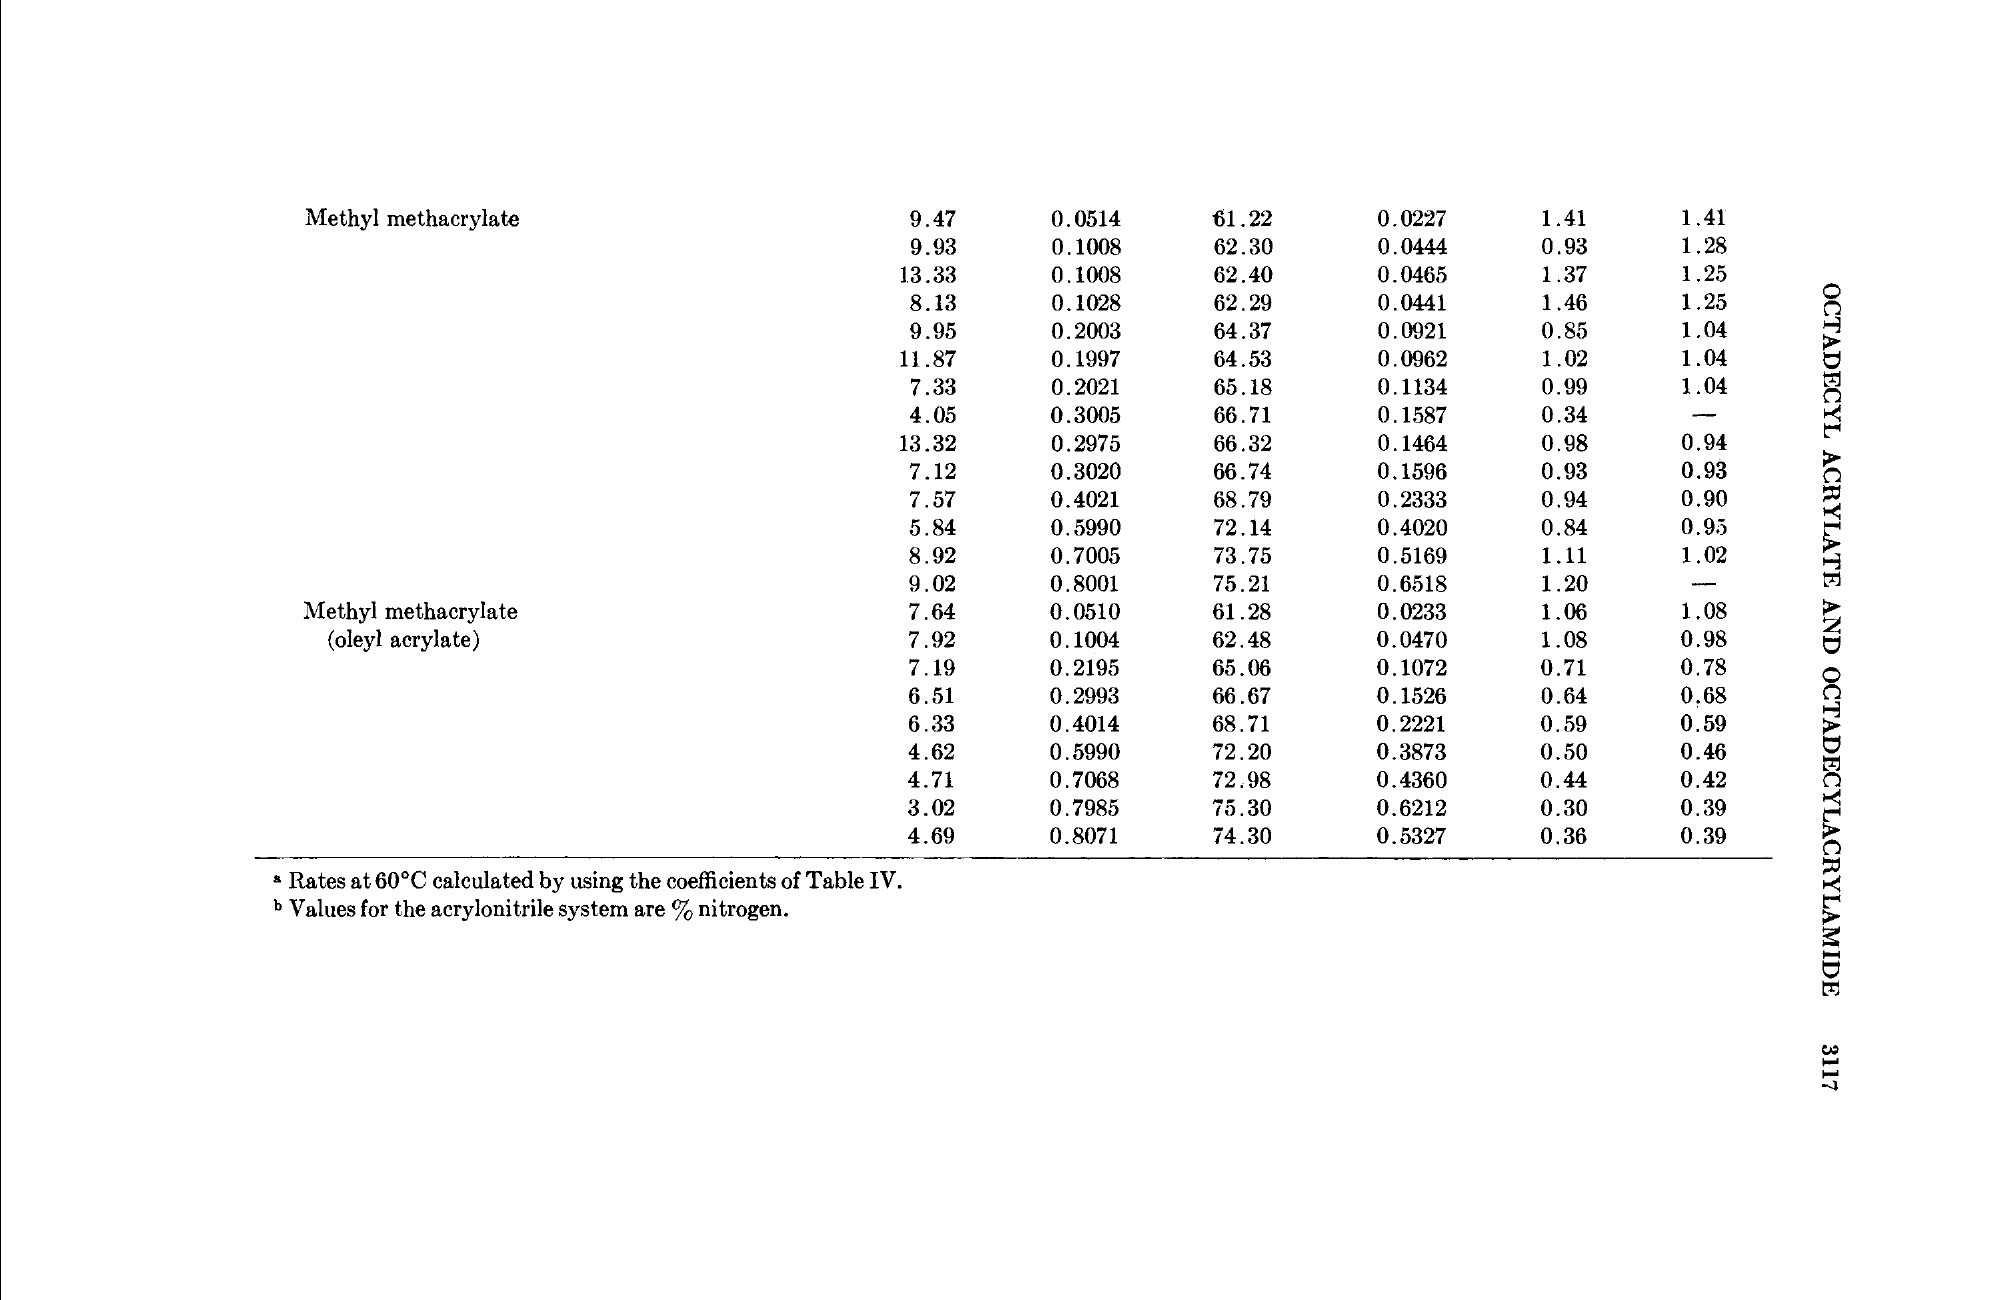 Methyl methacrylate 9.47 0.0514 61.22 0.0227 1.41 1.41
9.93 0.1008 62.30 0.0444 0.93 1.28
13.33 0.1008 62.40 0.0465 1.37 1.25
8.13 0.1028 62.29 0.0441 1.46 1.25
9.95 0.2003 64.37 0.0921 0.85 1.04
11.87 0.1997 64.53 0.0962 1.02 1.04
7.33 0.2021 65.18 0.1134 0.99 1.04
4.05 0.3005 66.71 0.1587 0.34 —
13.32 0.2975 66.32 0.1464 0.98 0.94
7.12 0.3020 66.74 0.1596 0.93 0.93
7.57 0.4021 68.79 0.2333 0.94 0.90
5.84 0.5990 72.14 0.4020 0.84 0.95
8.92 0.7005 73.75 0.5169 1.11 1.02
9.02 0.8001 75.21 0.6518 1.20 —
Methyl methacrylate 7.64 0.0510 61.28 0.0233 1.06 1.08
(oleyl acrylate) 7.92 0.1004 62.48 0.0470 1.08 0.98
7.19 0.2195 65.06 0.1072 0.71 0.78
6.51 0.2993 66.67 0.1526 0.64 0.68
6.33 0.4014 68.71 0.2221 0.59 0.59
4.62 0.5990 72.20 0.3873 0.50 0.46
4.71 0.7068 72.98 0.4360 0.44 0.42
3.02 0.7985 75.30 0.6212 0.30 0.39
4.69 0.8071 74.30 0.5327 0.36 0.39
a Rates at 60°C calculated by using the coefficients of Table IV.
b Values for the acrylonitrile system are % nitrogen.
OCTADECYL ACRYLATE AND OCTADECYLACRYLAMIDE 3117